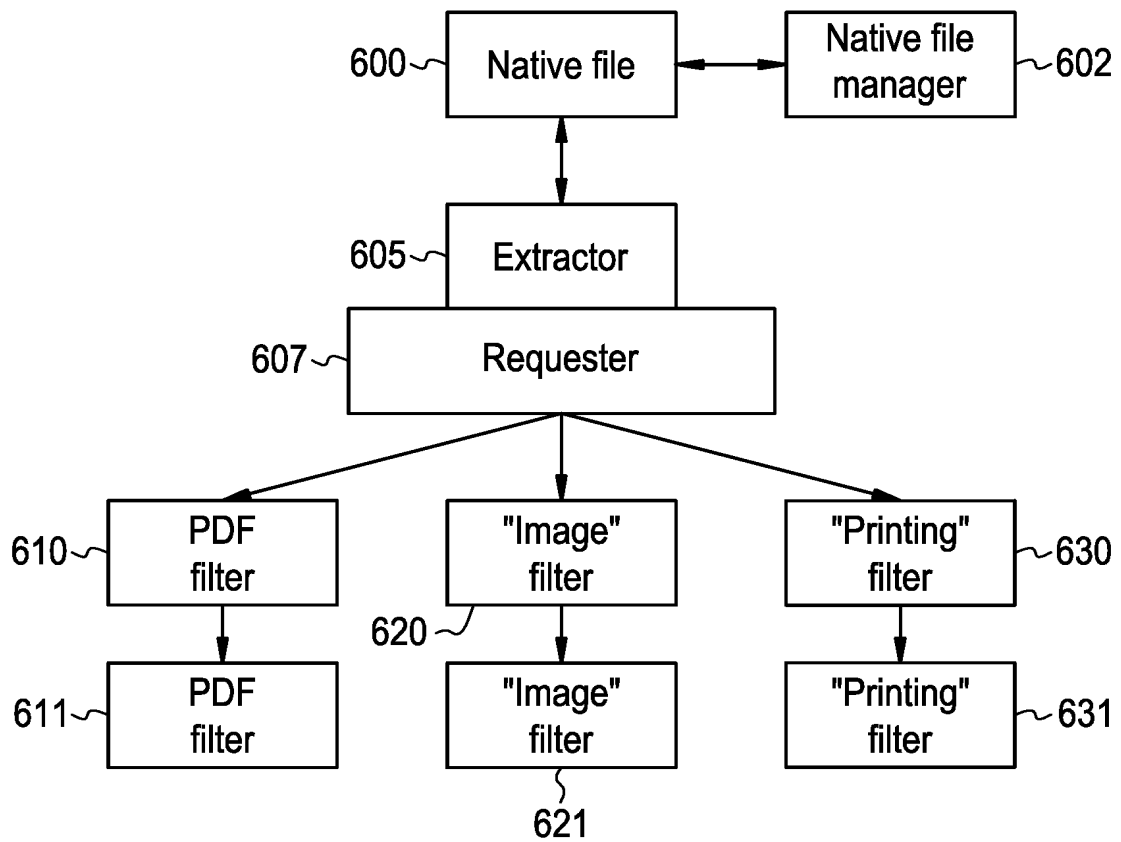 600
Native file
Native file
manager
602
605
Extractor
607
Requester
610
PDF
filter
"Image"
filter
620
"Printing"
filter
630
611
PDF
filter
"Image"
filter
621
"Printing"
filter
631